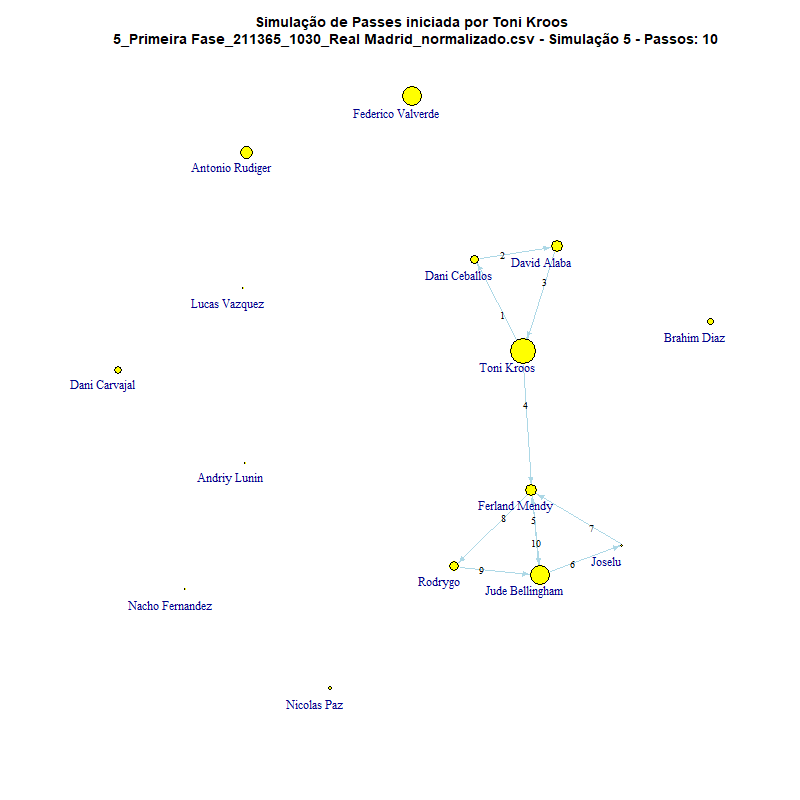 Simulação de Passes iniciada por Toni Kroos
5_Primeira Fase_211365_1030_Real Madrid_normalizado.csv - Simulação 5 - Passos: 10
Federico Valverde
Antonio Rudiger
2
David Alaba
Dani Ceballos
3
Lucas Vazquez
1
Brahim Diaz
Toni Kroos
Dani Carvajal
4
Andriy Lunin
Ferland Mendy
8
5
7
10
Joselu
6
9
Rodrygo
Jude Bellingham
Nacho Fernandez
Nicolas Paz